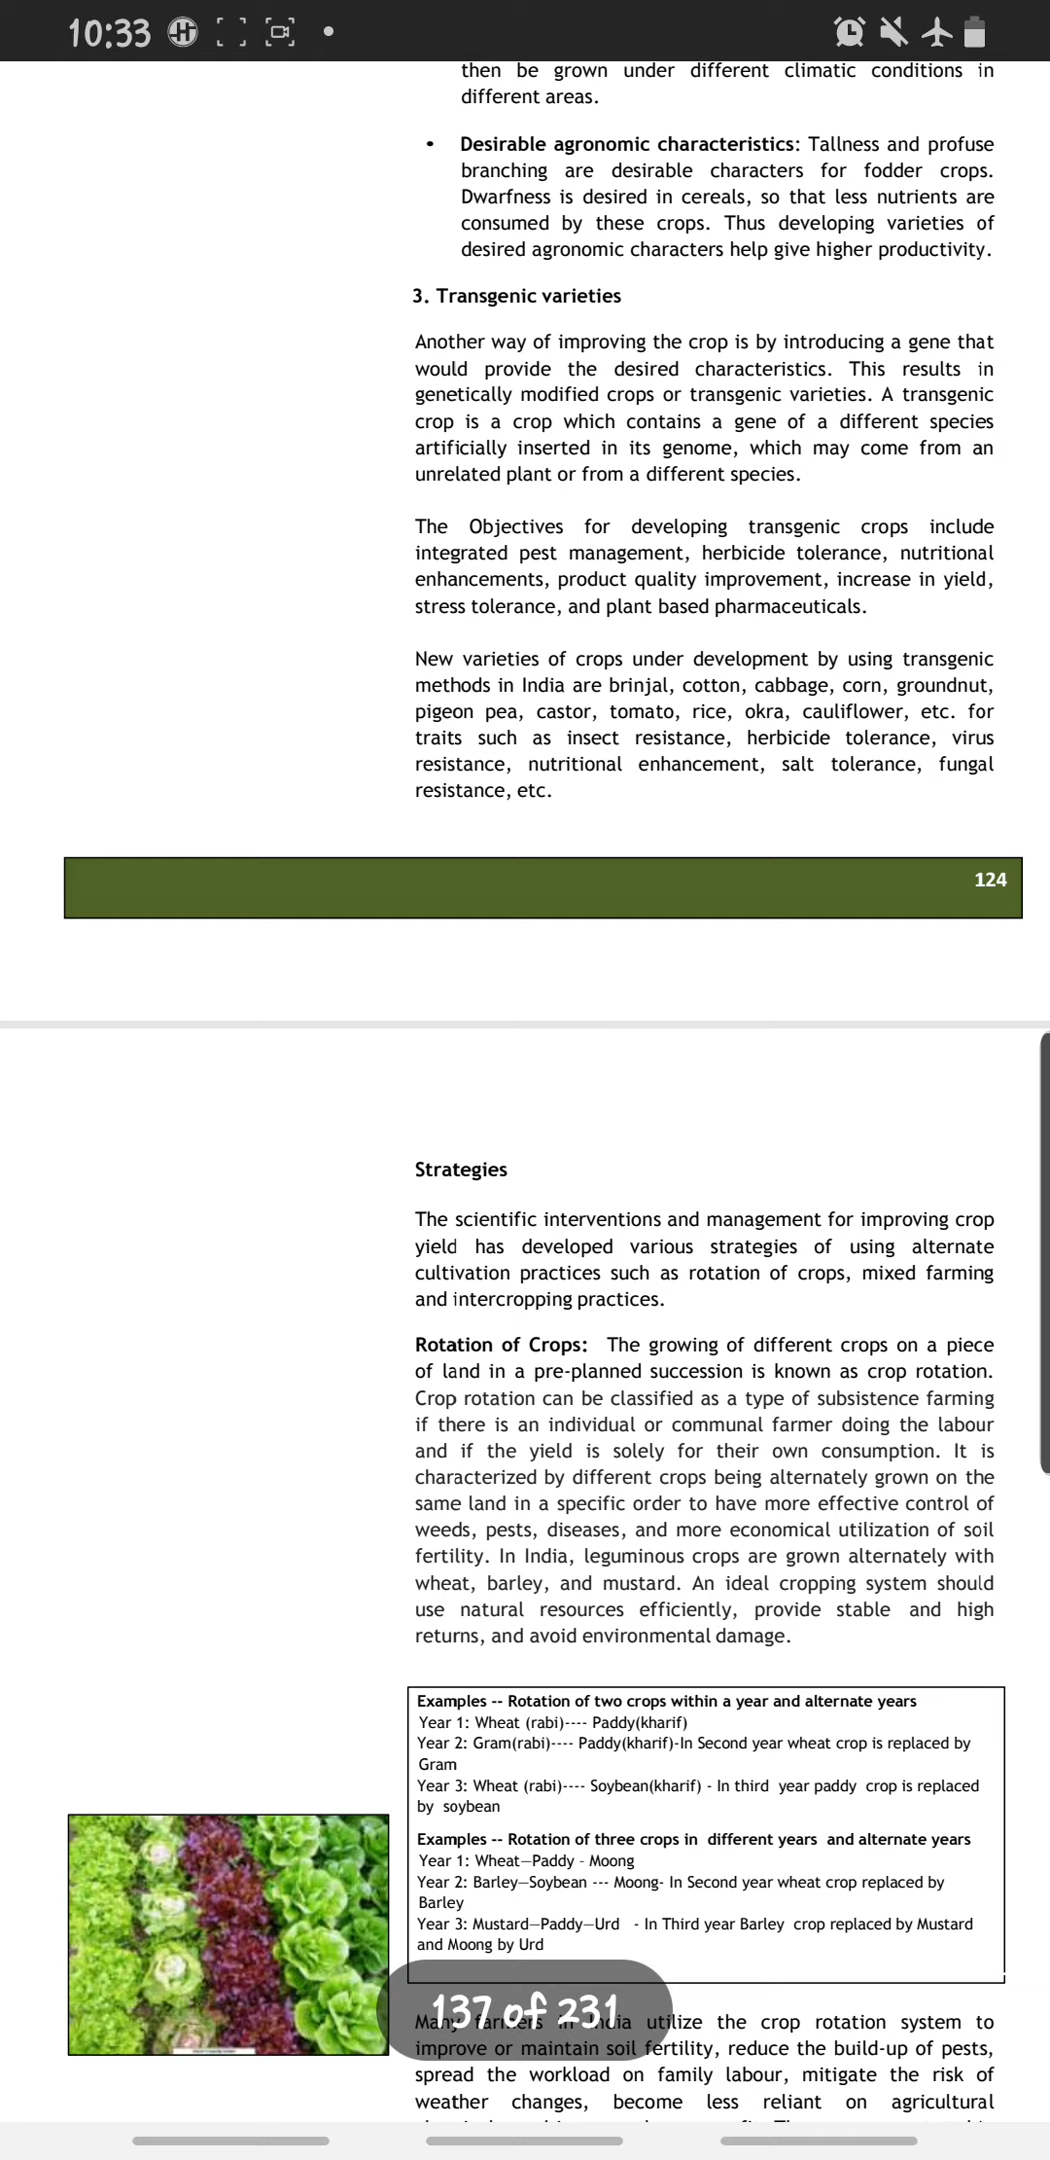 10:33
then be grown under different climatic conditions in
different areas.
• Desirable agronomic characteristics: Tallness and profuse
branching are desirable characters for fodder crops.
Dwarfness is desired in cereals, so that less nutrients are
consumed by these crops. Thus developing varieties of
desired agronomic characters help give higher productivity.
3. Transgenic varieties
Another way of improving the crop is by introducing a gene that
would provide the desired characteristics. This results in
genetically modified crops or transgenic varieties. A transgenic
crop is a crop which contains a gene of a different species
artificially inserted in its genome, which may come from an
unrelated plant or from a different species.
The Objectives for developing transgenic crops include
integrated pest management, herbicide tolerance, nutritional
enhancements, product quality improvement, increase in yield,
stress tolerance, and plant based pharmaceuticals.
New varieties of crops under development by using transgenic
methods in India are brinjal, cotton, cabbage, corn, groundnut,
pigeon pea, castor, tomato, rice, okra, cauliflower, etc. for
traits such as insect resistance, herbicide tolerance, virus
resistance, nutritional enhancement, salt tolerance, fungal
resistance, etc.
124
Strategies
The scientific interventions and management for improving crop
yield has developed various strategies of using alternate
cultivation practices such as rotation of crops, mixed farming
and intercropping practices.
Rotation of Crops: The growing of different crops on a piece
of land in a pre-planned succession is known as crop rotation.
Crop rotation can be classified as a type of subsistence farming
if there is an individual or communal farmer doing the labour
and if the yield is solely for their own consumption. It is
characterized by different crops being alternately grown on the
same land in a specific order to have more effective control of
weeds, pests, diseases, and more economical utilization of soil
fertility. In India, leguminous crops are grown alternately with
wheat, barley, and mustard. An ideal cropping system should
use natural resources efficiently, provide stable and high
returns, and avoid environmental damage.
Examples -- Rotation of two crops within a year and alternate years
Year 1: Wheat (rabi)---- Paddy(kharif)
Year 2: Gram(rabi)---- Paddy(kharif)-In Second year wheat crop is replaced by
Gram
Year 3: Wheat (rabi)---- Soybean(kharif) - In third year paddy crop is replaced
by soybean
Examples -- Rotation of three crops in different years and alternate years
Year 1: Wheat—Paddy - Moong
Year 2: Barley—Soybean --- Moong- In Second year wheat crop replaced by
Barley
Year 3: Mustard—Paddy—Urd - In Third year Barley crop replaced by Mustard
and Moong by Urd
137 of 231
Many farmers in India utilize the crop rotation system to
improve or maintain soil fertility, reduce the build-up of pests,
spread the workload on family labour, mitigate the risk of
weather changes, become less reliant on agricultural